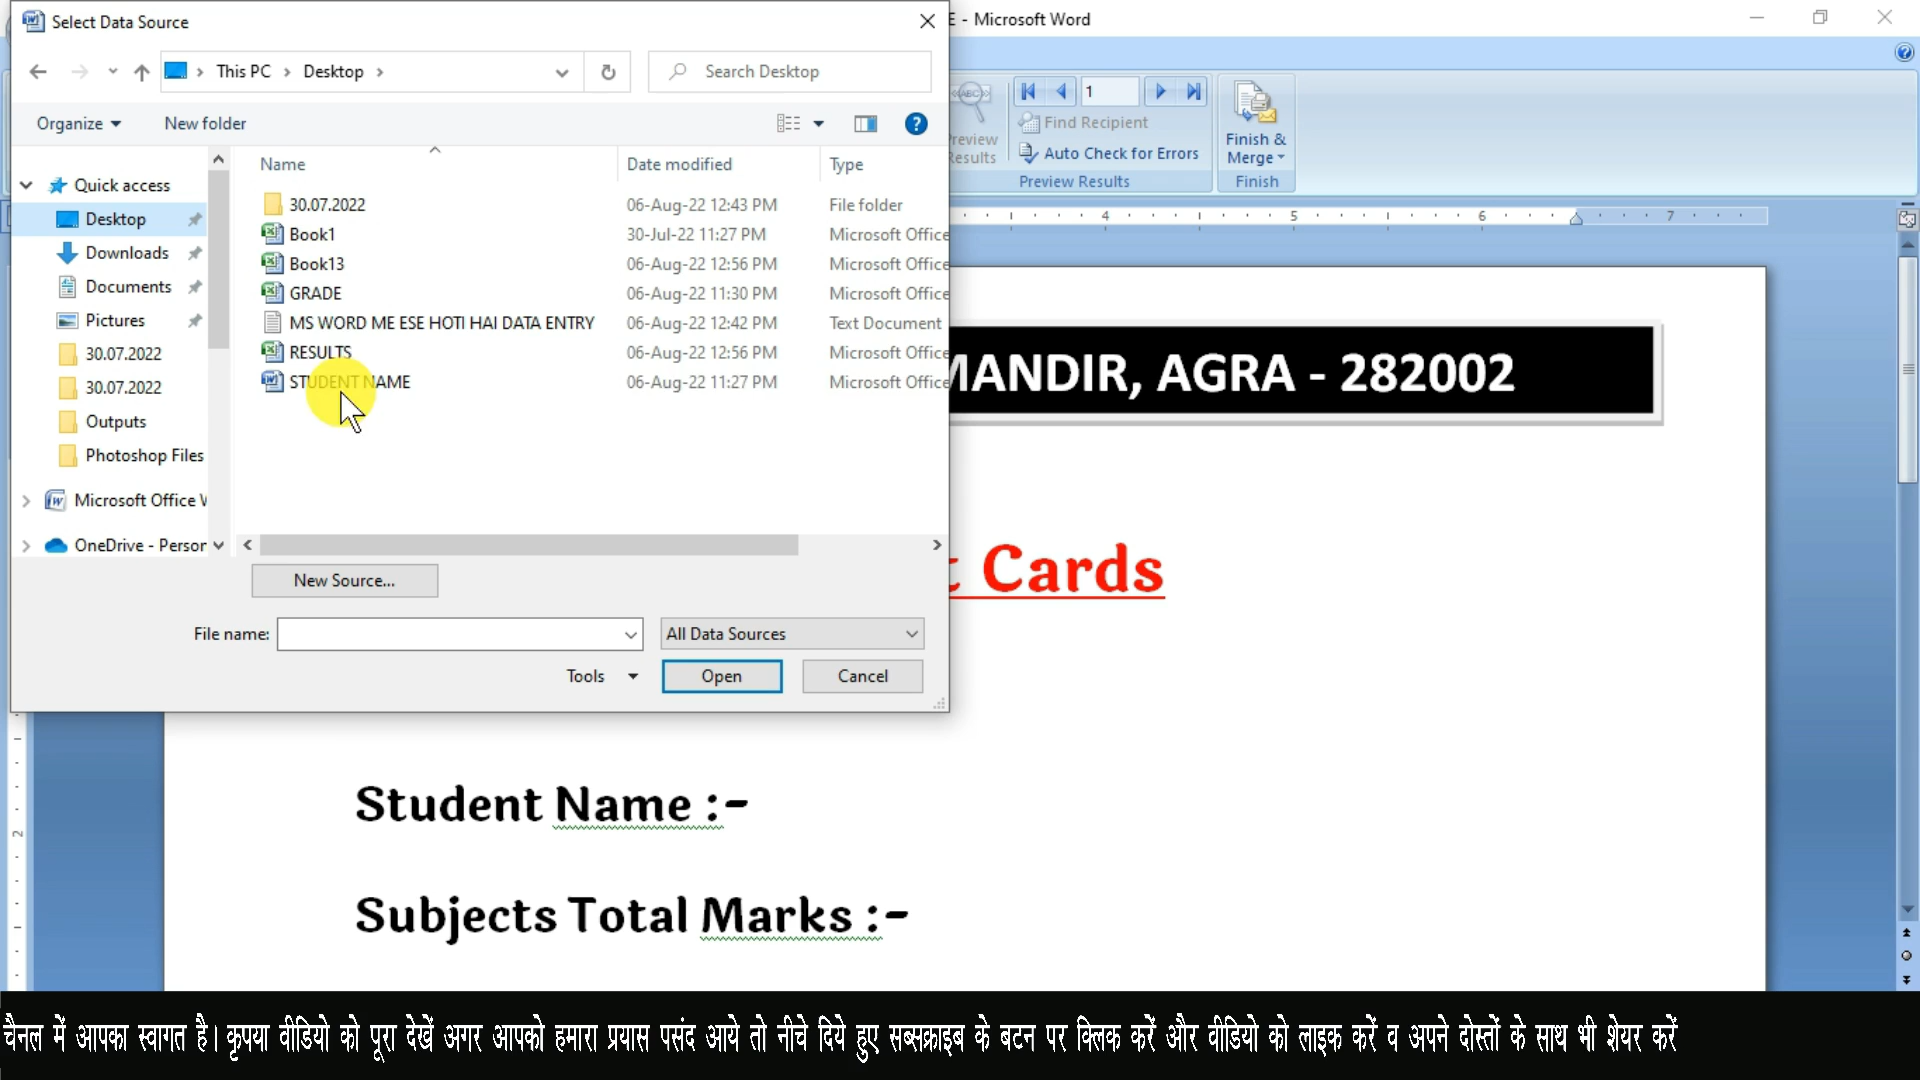 Select Data Source
E - Microsoft Word
This PC > Desktop >
Search Desktop
Organize
New folder
Name
Date modified
Type
Quick access
Desktop
Downloads
Documents
Pictures
30.07.2022
30.07.2022
Outputs
Photoshop Files
Microsoft Office W
OneDrive - Person
30.07.2022 06-Aug-22 12:43 PM File folder
Book1 30-Jul-22 11:27 PM Microsoft Office
Book13 06-Aug-22 12:56 PM Microsoft Office
GRADE 06-Aug-22 11:30 PM Microsoft Office
MS WORD ME ESE HOTI HAI DATA ENTRY 06-Aug-22 12:42 PM Text Document
RESULTS 06-Aug-22 12:56 PM Microsoft Office
STUDENT NAME 06-Aug-22 11:27 PM Microsoft Office
New Source...
File name:
All Data Sources
Tools
Open
Cancel
ABC
review
Results
1
Find Recipient
Auto Check for Errors
Preview Results
Finish &
Merge
Finish
4 5 6 7
2
MANDIR, AGRA - 282002
t Cards
Student Name :-
Subjects Total Marks :-
चैनल में आपका स्वागत है। कृपया वीडियो को पूरा देखें अगर आपको हमारा प्रयास पसंद आये तो नीचे दिये हुए सब्सक्राइब के बटन पर क्लिक करें और वीडियो को लाइक करें व अपने दोस्तों के साथ भी शेयर करें